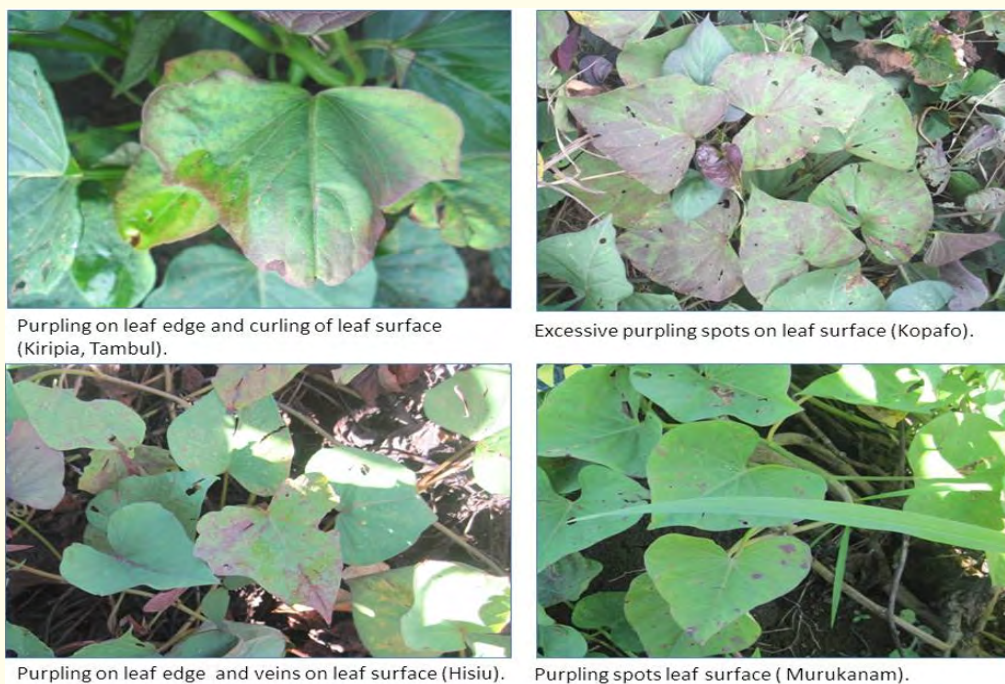 Purpling on leaf edge and curling of leaf surface
(Kiripia, Tambul).
Excessive purpling spots on leaf surface (Kopafo).
Purpling on leaf edge and veins on leaf surface (Hisiu).
Purpling spots leaf surface ( Murukanam).